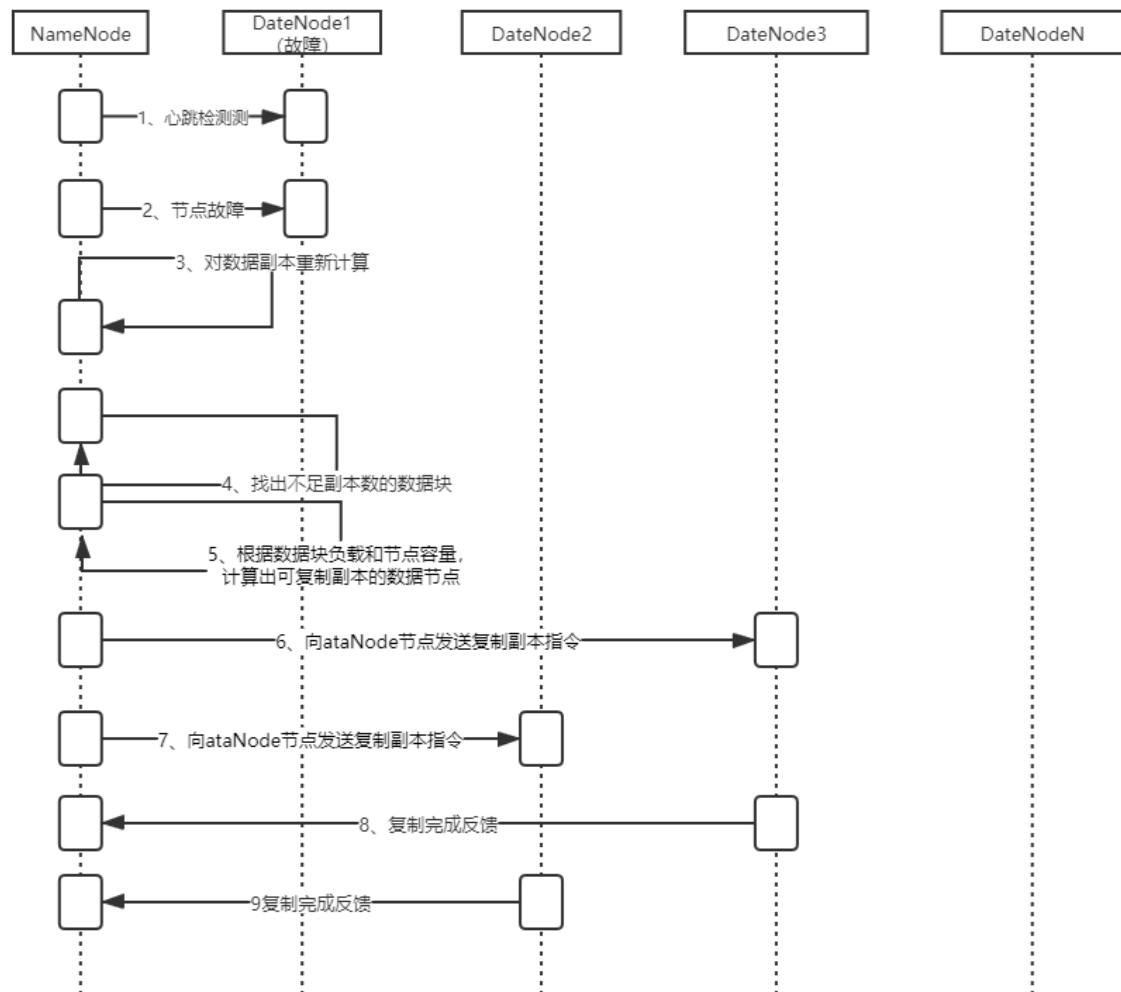 NameNode
DateNode1
（故障）
DateNode2
DateNode3
DateNodeN
1、心跳检测测
2、节点故障
3、对数据副本重新计算
4、找出不足副本数的数据块
5、根据数据块负载和节点容量，
计算出可复制副本的数据节点
6、向ataNode节点发送复制副本指令
7、向ataNode节点发送复制副本指令
8、复制完成反馈
9复制完成反馈